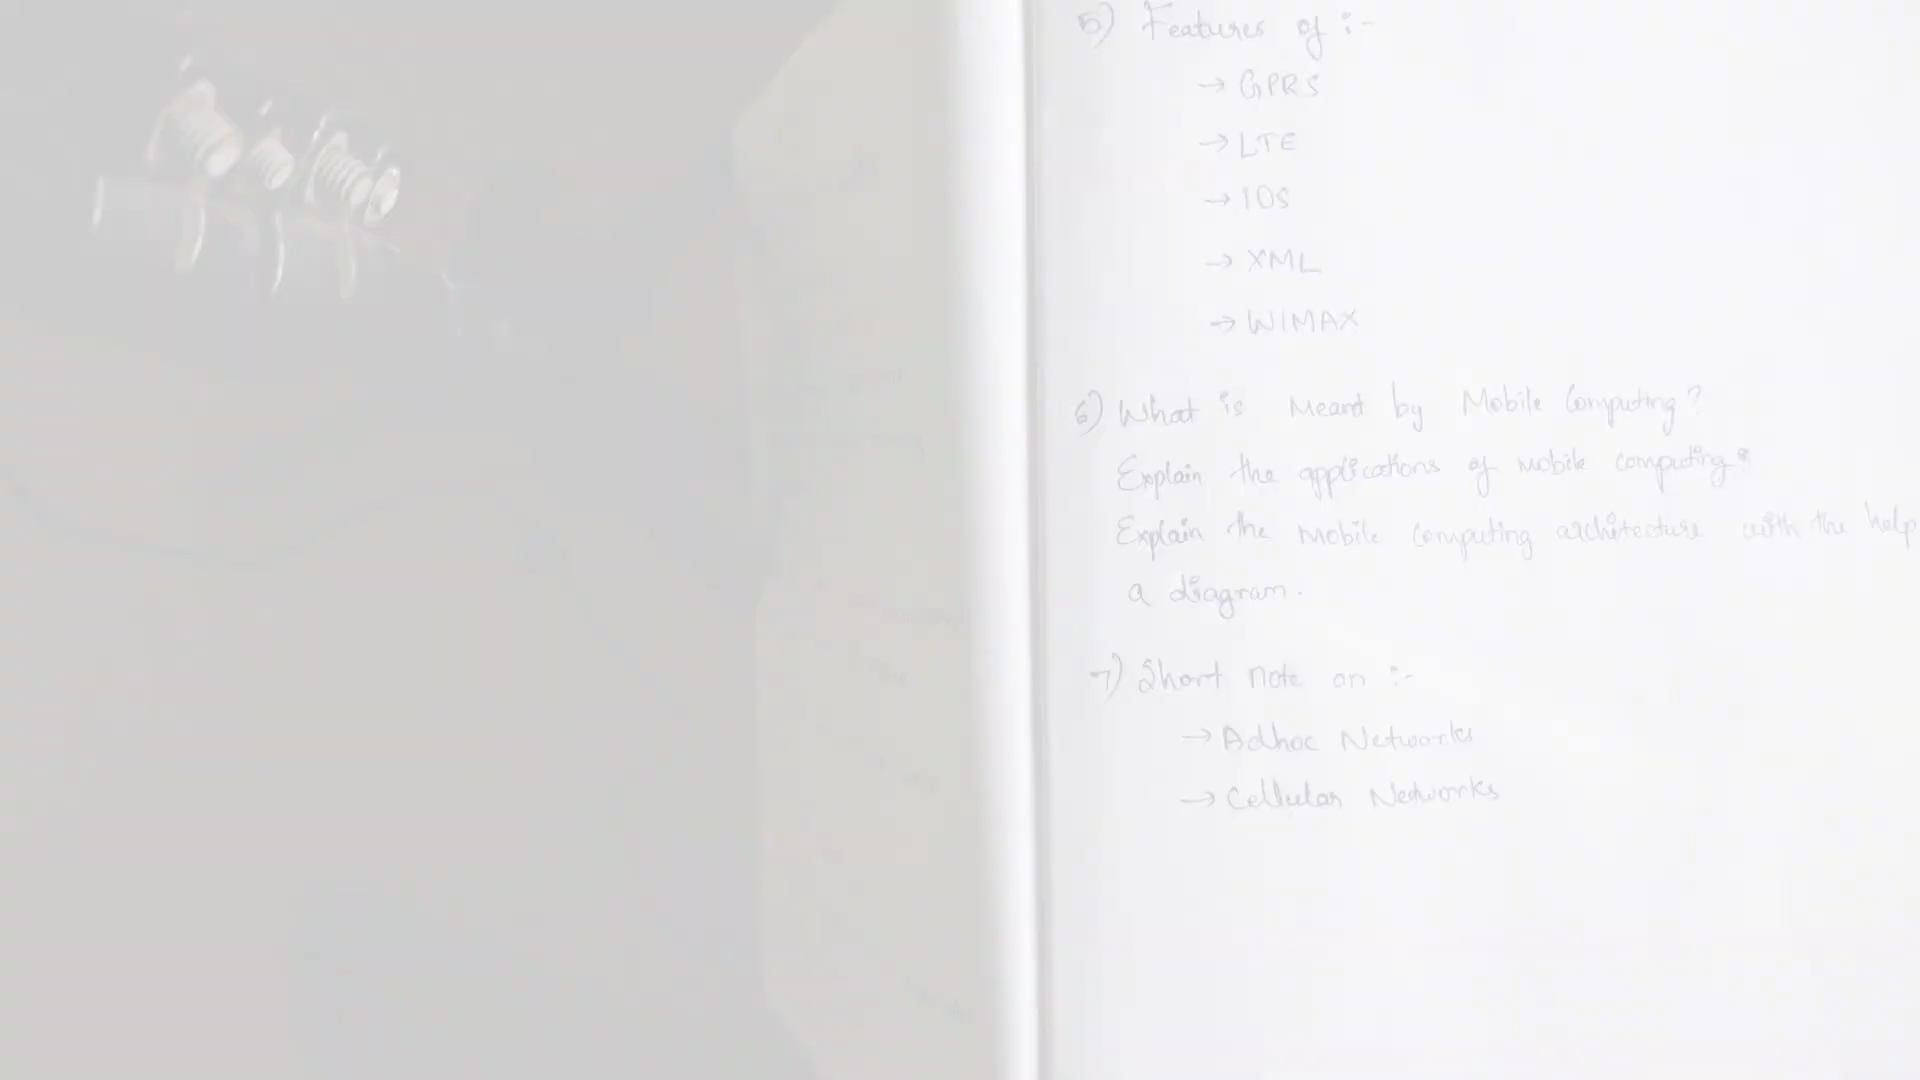 5) Features of :-
→ GPRS
→ LTE
→ IOS
→ XML
→ WIMAX
6) What is Meant by Mobile Computing?
Explain the applications of mobile computing?
Explain the mobile computing architecture with the help
a diagram.
7) Short note on :-
→ Adhoc Networks
→ Cellular Networks